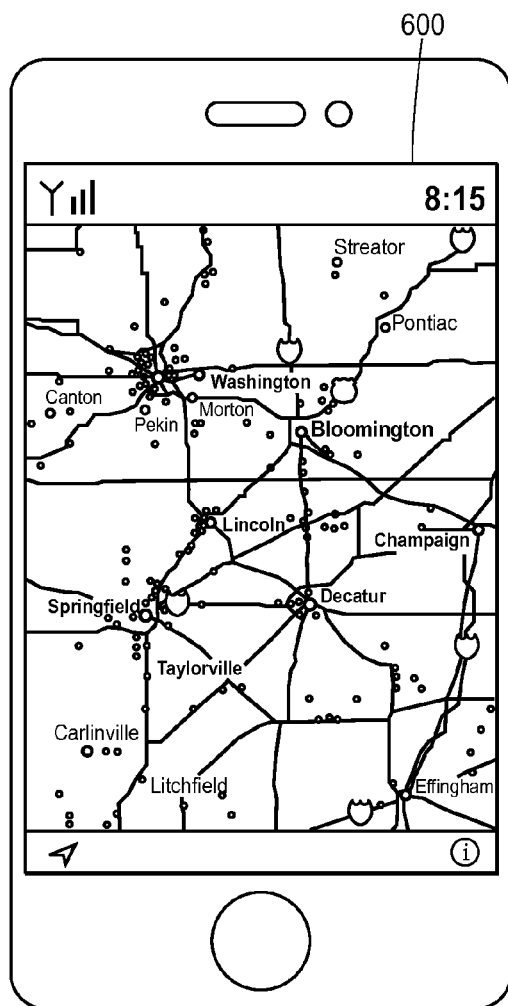 600
8:15
Streator
Pontiac
Washington
Canton
Morton
Pekin
Bloomington
Lincoln
Champaign
Decatur
Springfield
Taylorville
Carlinville
Litchfield
Effingham
i